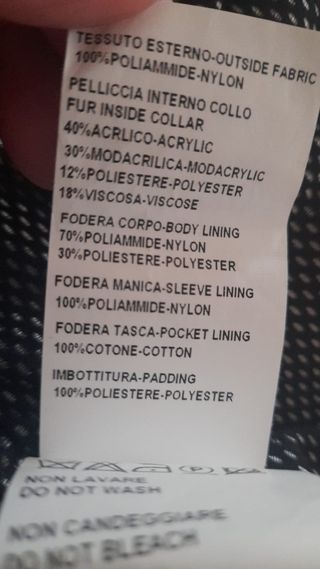 TESSUTO ESTERNO-OUTSIDE FABRIC
100%POLIAMMIDE-NYLON
PELLICCIA INTERNO COLLO
FUR INSIDE COLLAR
40%ACRLICO-ACRYLIC
30%MODACRILICA-MODACRYLIC
12%POLIESTERE-POLYESTER
18%VISCOSA-VISCOSE
FODERA CORPO-BODY LINING
70%POLIAMMIDE-NYLON
30%POLIESTERE-POLYESTER
FODERA MANICA-SLEEVE LINING
100%POLIAMMIDE-NYLON
FODERA TASCA-POCKET LINING
100%COTONE-COTTON
IMBOTTITURA-PADDING
100%POLIESTERE-POLYESTER
NON LAVARE
DO NOT WASH
NON CANDEGGIARE
DO NOT BLEACH